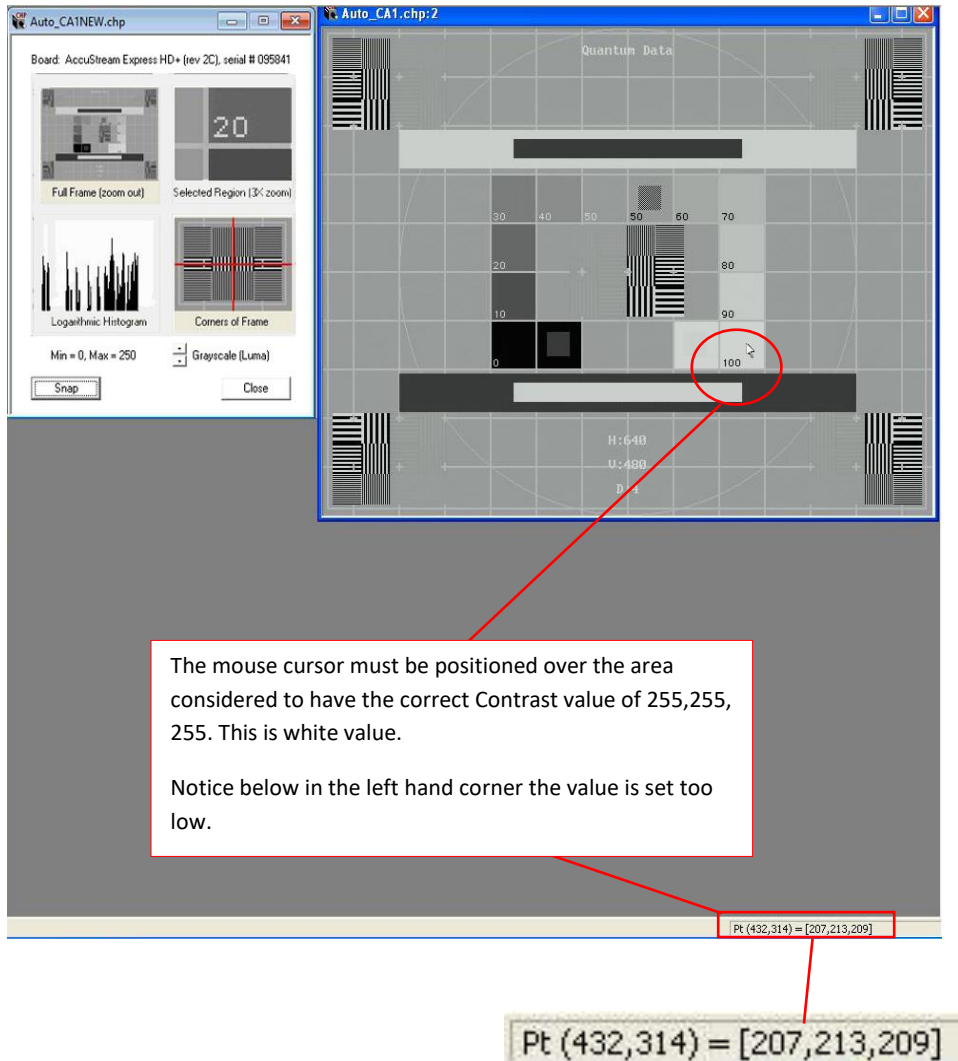 Auto_CA1NEW.chp
Board: AccuStream Express HD+ (rev 2C), serial # 095841
20
Full Frame (zoom out)
Selected Region (3X zoom)
Logarithmic Histogram
Corners of Frame
Min = 0, Max = 250
Grayscale (Luma)
Snap
Close
Auto_CA1.chp:2
Quantum Data
30 40 50 50 60 70
20 80
10 90
0 100
H:640
V:480
D:4
The mouse cursor must be positioned over the area
considered to have the correct Contrast value of 255,255,
255. This is white value.
Notice below in the left hand corner the value is set too
low.
Pt (432,314) = [207,213,209]
Pt (432,314) = [207,213,209]